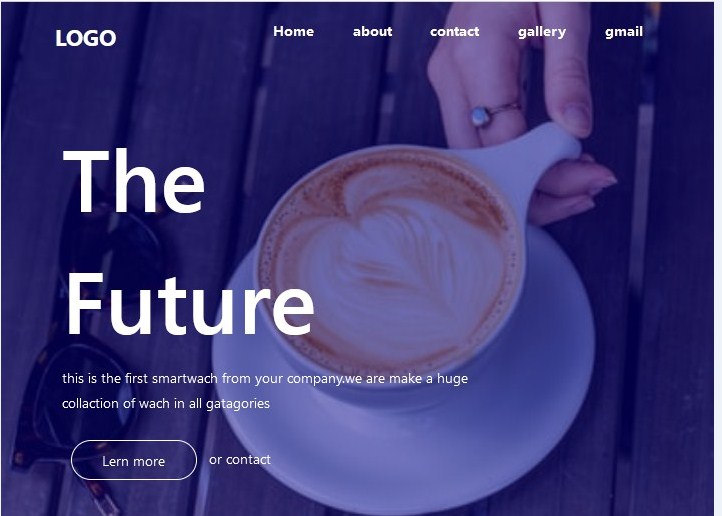 LOGO
Home about contact gallery gmail
The
Future
this is the first smartwach from your company.we are make a huge
collaction of wach in all gatagories
Lern more or contact